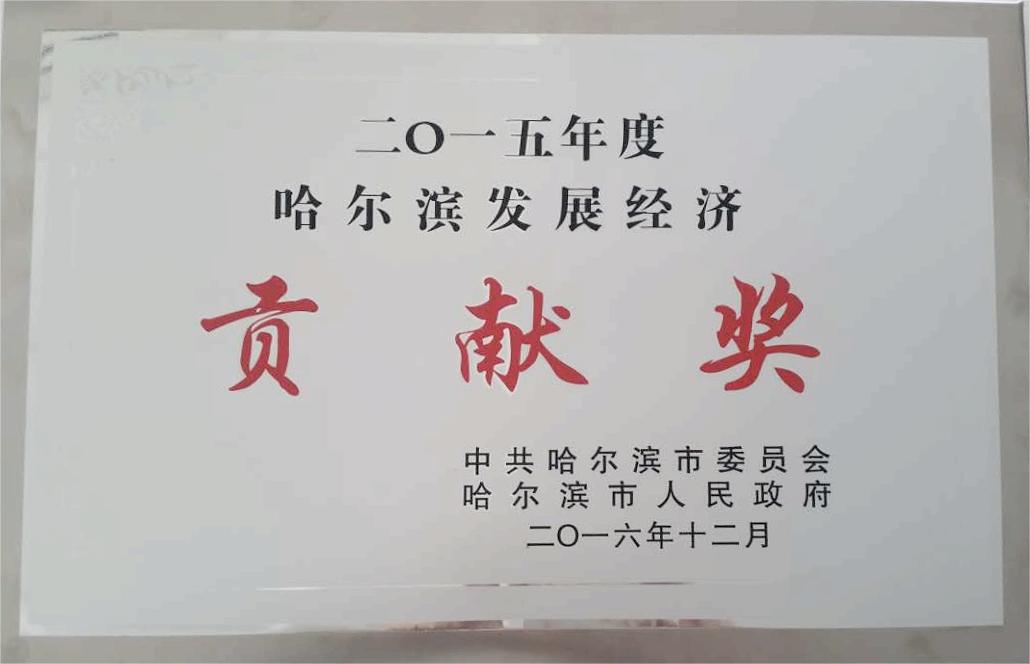 二〇一五年度
哈尔滨发展经济
贡献奖
中共哈尔滨市委员会
哈尔滨市人民政府
二〇一六年十二月